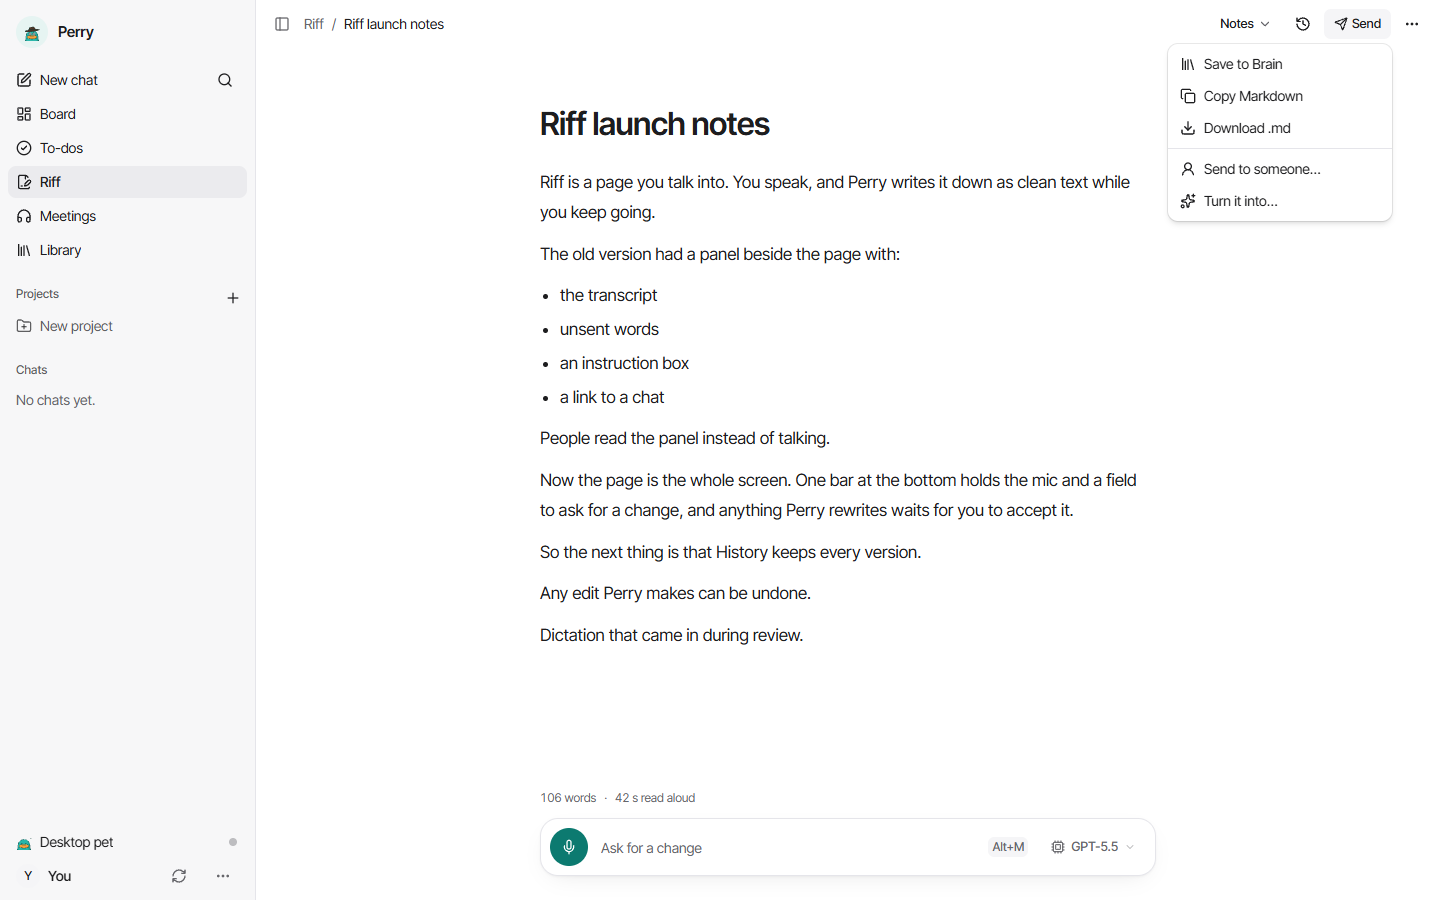 Perry
New chat
Board
To-dos
Riff
Meetings
Library
Projects
New project
Chats
No chats yet.
Desktop pet
Y You
Riff / Riff launch notes
Notes
Send
Save to Brain
Copy Markdown
Download .md
Send to someone...
Turn it into...
Riff launch notes
Riff is a page you talk into. You speak, and Perry writes it down as clean text while
you keep going.
The old version had a panel beside the page with:
• the transcript
• unsent words
• an instruction box
• a link to a chat
People read the panel instead of talking.
Now the page is the whole screen. One bar at the bottom holds the mic and a field
to ask for a change, and anything Perry rewrites waits for you to accept it.
So the next thing is that History keeps every version.
Any edit Perry makes can be undone.
Dictation that came in during review.
106 words · 42 s read aloud
Ask for a change
Alt+M
GPT-5.5